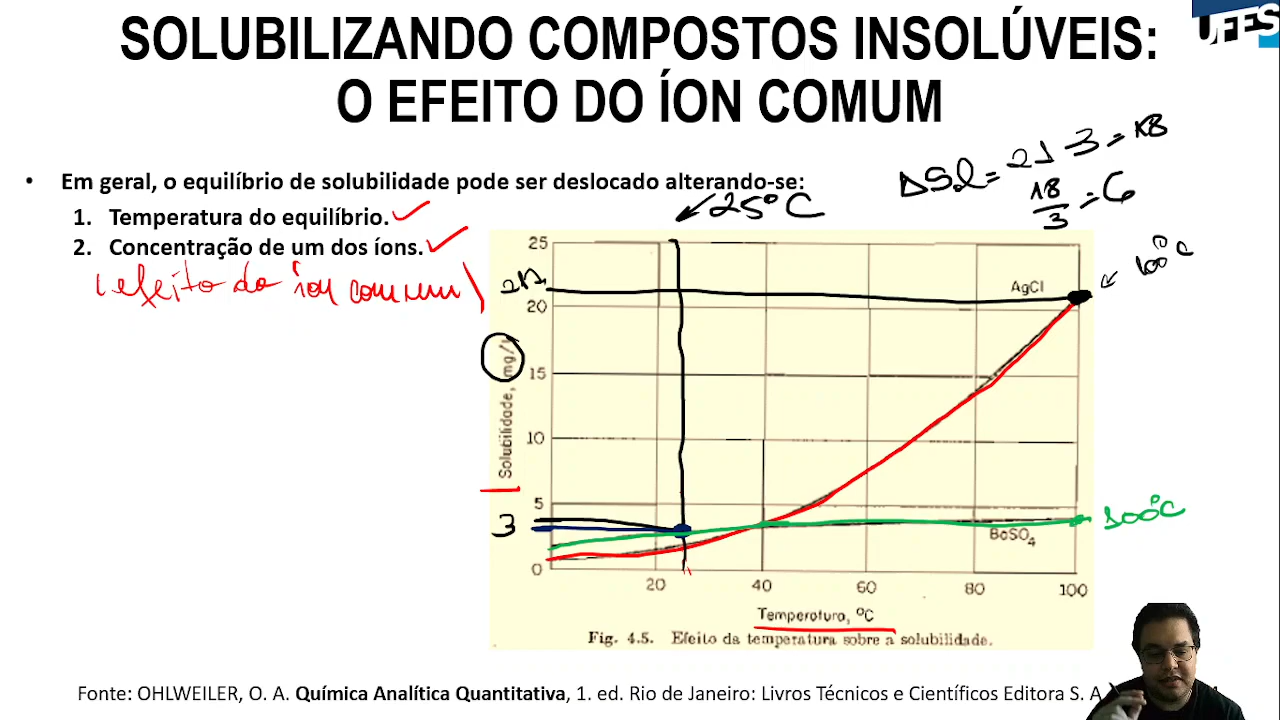 SOLUBILIZANDO COMPOSTOS INSOLÚVEIS:
O EFEITO DO ÍON COMUM
UFES
• Em geral, o equilíbrio de solubilidade pode ser deslocado alterando-se:
1. Temperatura do equilíbrio.
2. Concentração de um dos íons.
(efeito do íon comum)
25°C
ΔSol = 21 - 3 = 18
18/3 = 6
100°C
25
21
20
15
10
5
3
0
AgCl
BaSO4
100°C
Solubilidade, mg/l
20 40 60 80 100
Temperatura, °C
Fig. 4.5. Efeito da temperatura sobre a solubilidade.
Fonte: OHLWEILER, O. A. Química Analítica Quantitativa, 1. ed. Rio de Janeiro: Livros Técnicos e Científicos Editora S. A.